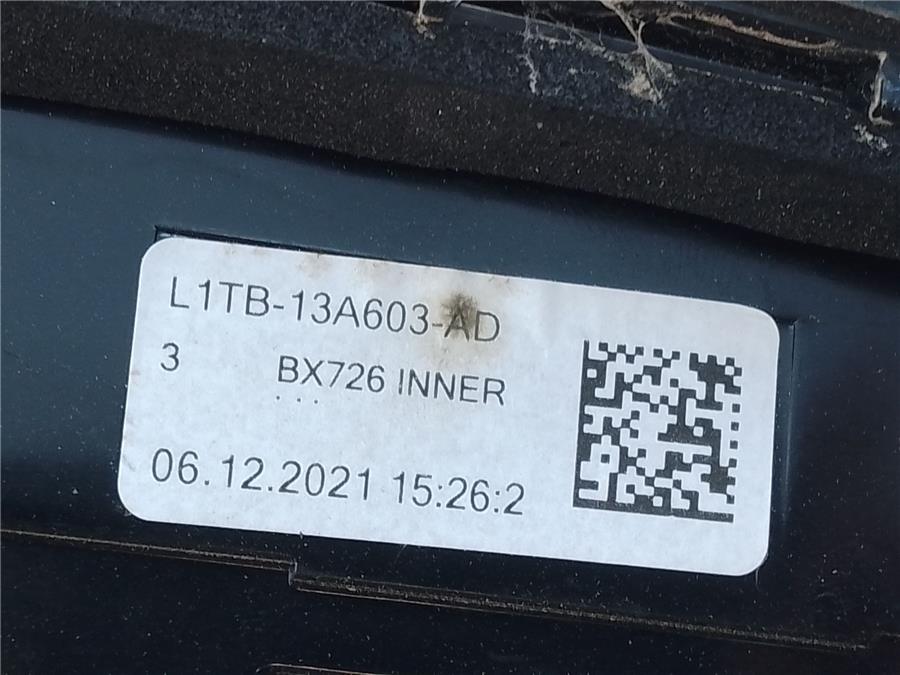 L1TB-13A603-AD
3 BX726 INNER
06.12.2021 15:26:2